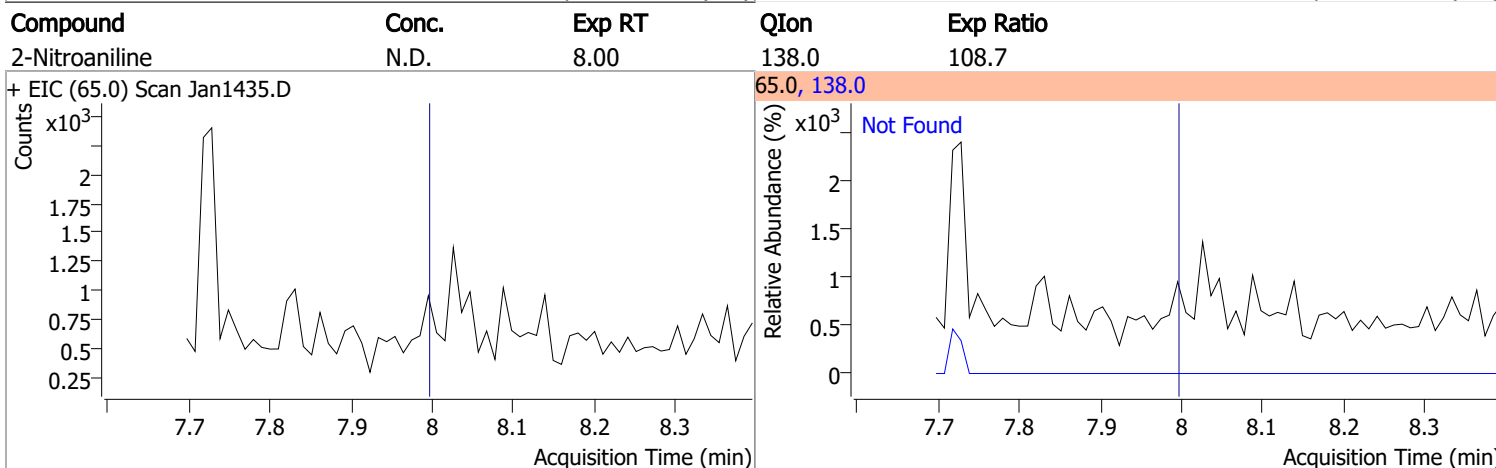 Compound Conc. Exp RT QIon Exp Ratio
2-Nitroaniline N.D. 8.00 138.0 108.7
+ EIC (65.0) Scan Jan1435.D
Counts
x10³
2
1.75
1.5
1.25
1
0.75
0.5
0.25
7.7 7.8 7.9 8 8.1 8.2 8.3
Acquisition Time (min)
65.0, 138.0
Relative Abundance (%)
x10³
Not Found
2
1.5
1
0.5
0
7.7 7.8 7.9 8 8.1 8.2 8.3
Acquisition Time (min)